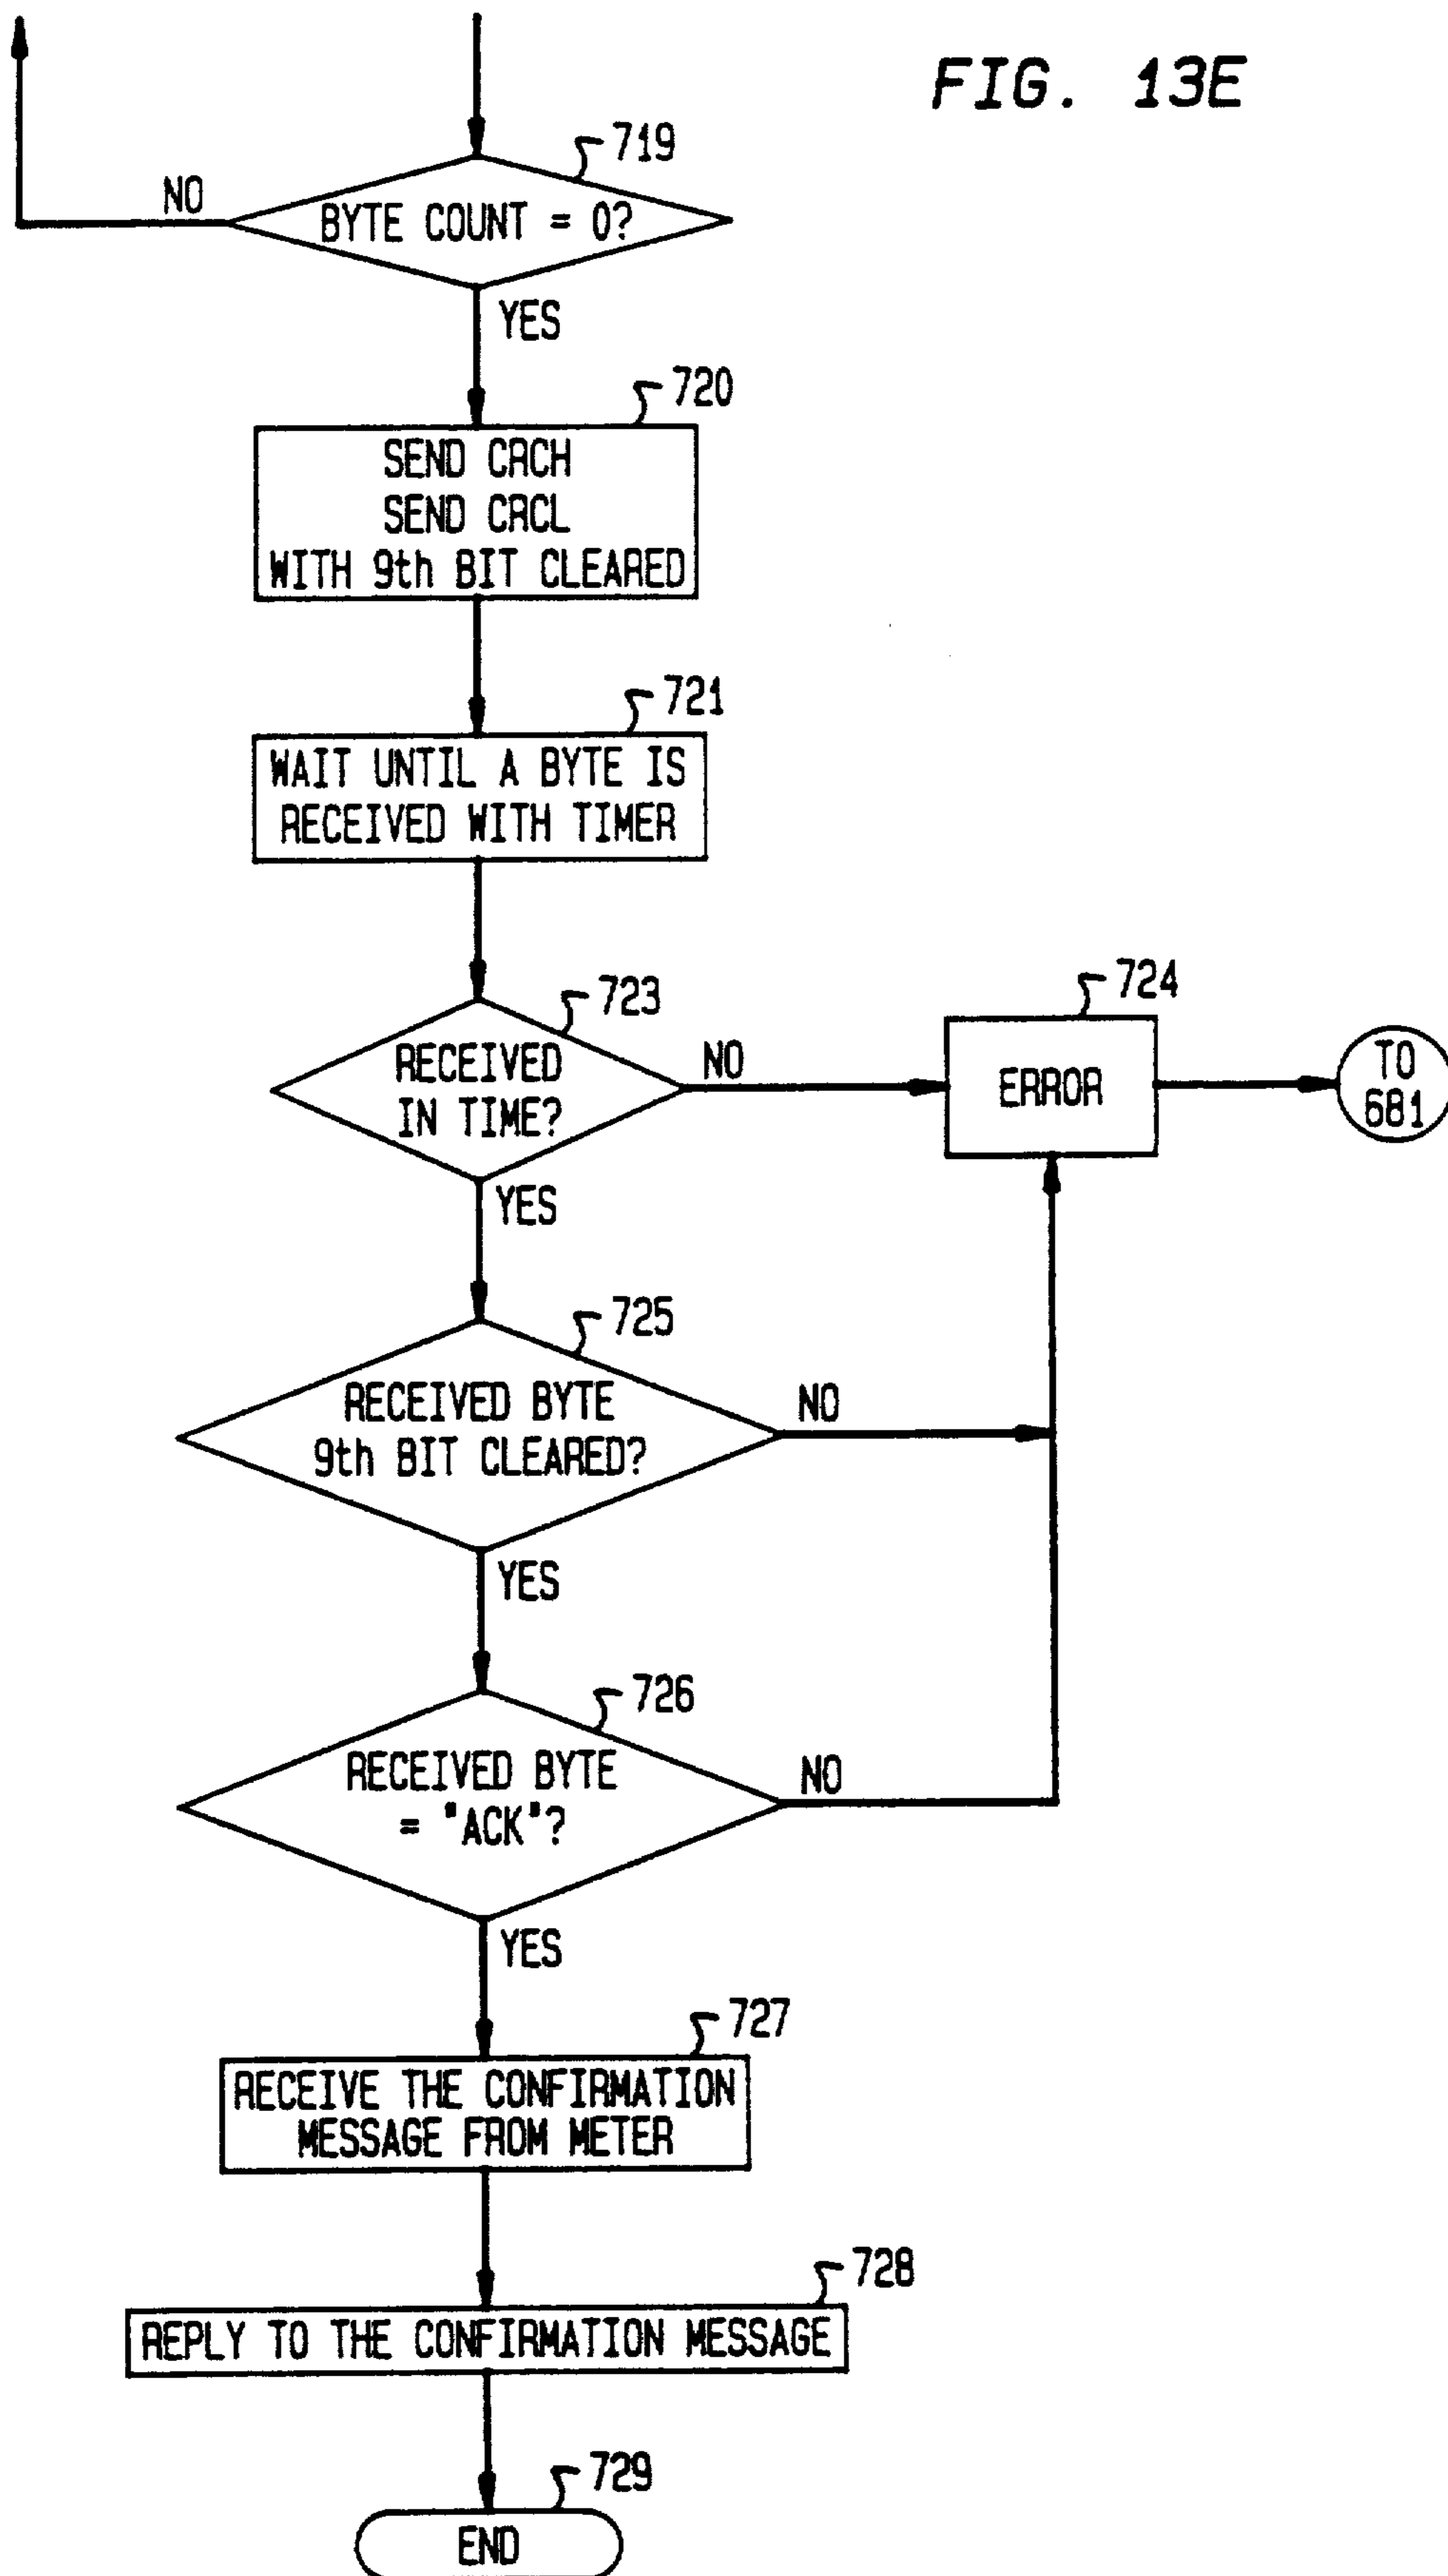 FIG. 13E
719
NO
BYTE COUNT = 0?
YES
720
SEND CRCH
SEND CRCL
WITH 9th BIT CLEARED
721
WAIT UNTIL A BYTE IS
RECEIVED WITH TIMER
723
RECEIVED
IN TIME?
NO
724
ERROR
TO
681
YES
725
RECEIVED BYTE
9th BIT CLEARED?
NO
YES
726
RECEIVED BYTE
= "ACK"?
NO
YES
727
RECEIVE THE CONFIRMATION
MESSAGE FROM METER
728
REPLY TO THE CONFIRMATION MESSAGE
729
END